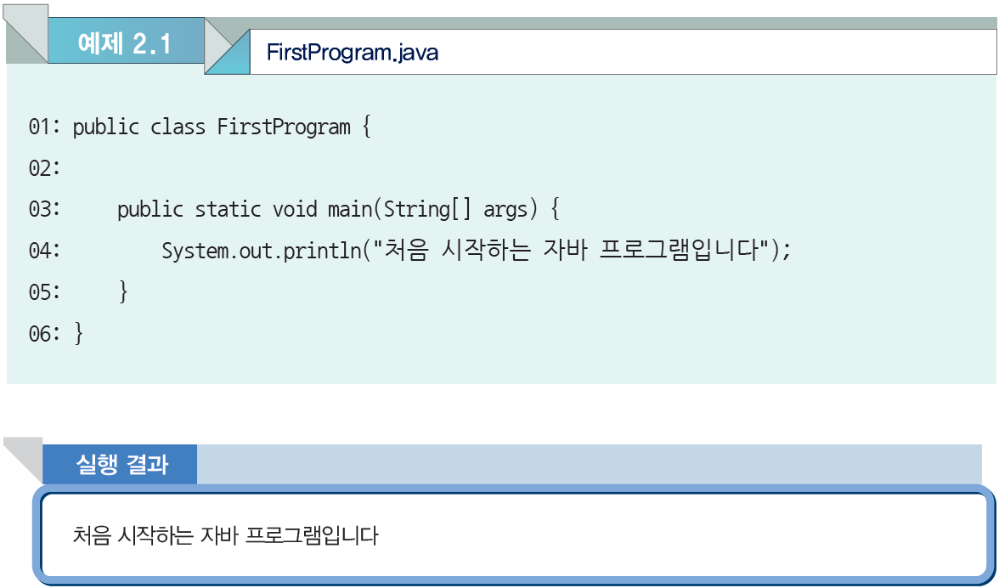 예제 2.1
FirstProgram.java
01: public class FirstProgram {
02:
03:     public static void main(String[] args) {
04:         System.out.println("처음 시작하는 자바 프로그램입니다");
05:     }
06: }
실행 결과
처음 시작하는 자바 프로그램입니다